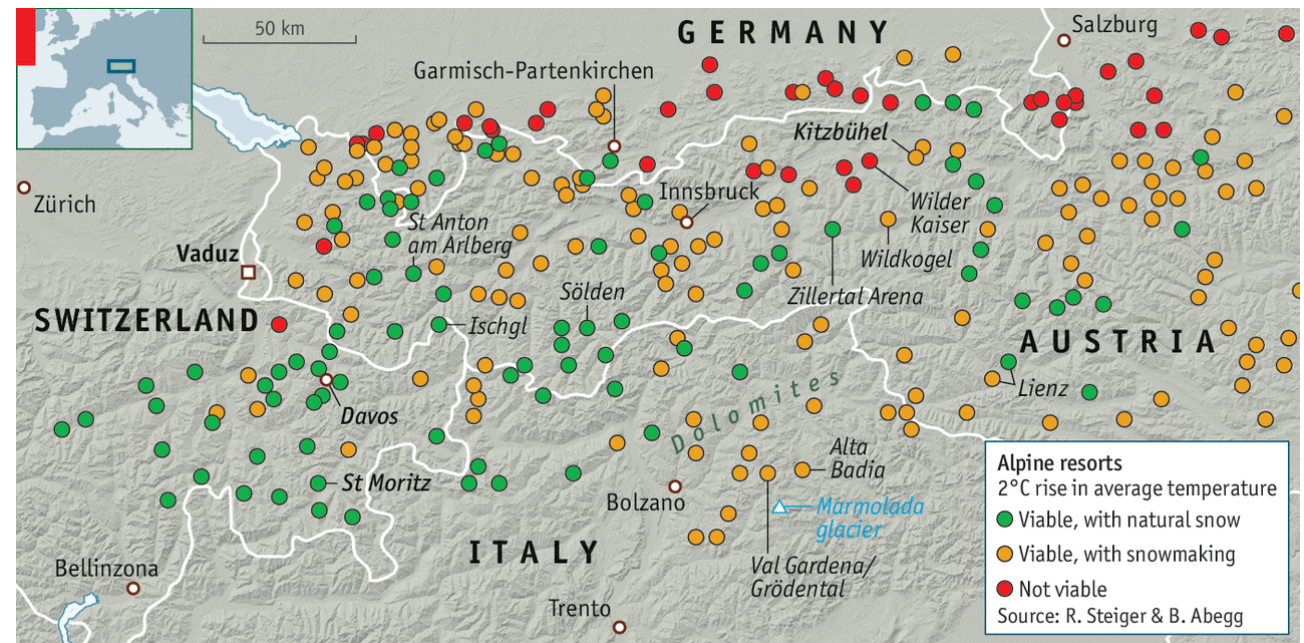 50 km
GERMANY
Salzburg
Garmisch-Partenkirchen
Kitzbühel
Zürich
Innsbruck
Wilder
Kaiser
St Anton
am Arlberg
Vaduz
Wildkogel
Sölden
Zillertal Arena
SWITZERLAND
Ischgl
AUSTRIA
Lienz
Davos
Dolomites
Alta
Badia
St Moritz
Bolzano
Marmolada
glacier
ITALY
Val Gardena/
Grödental
Bellinzona
Trento
Alpine resorts
2°C rise in average temperature
Viable, with natural snow
Viable, with snowmaking
Not viable
Source: R. Steiger & B. Abegg